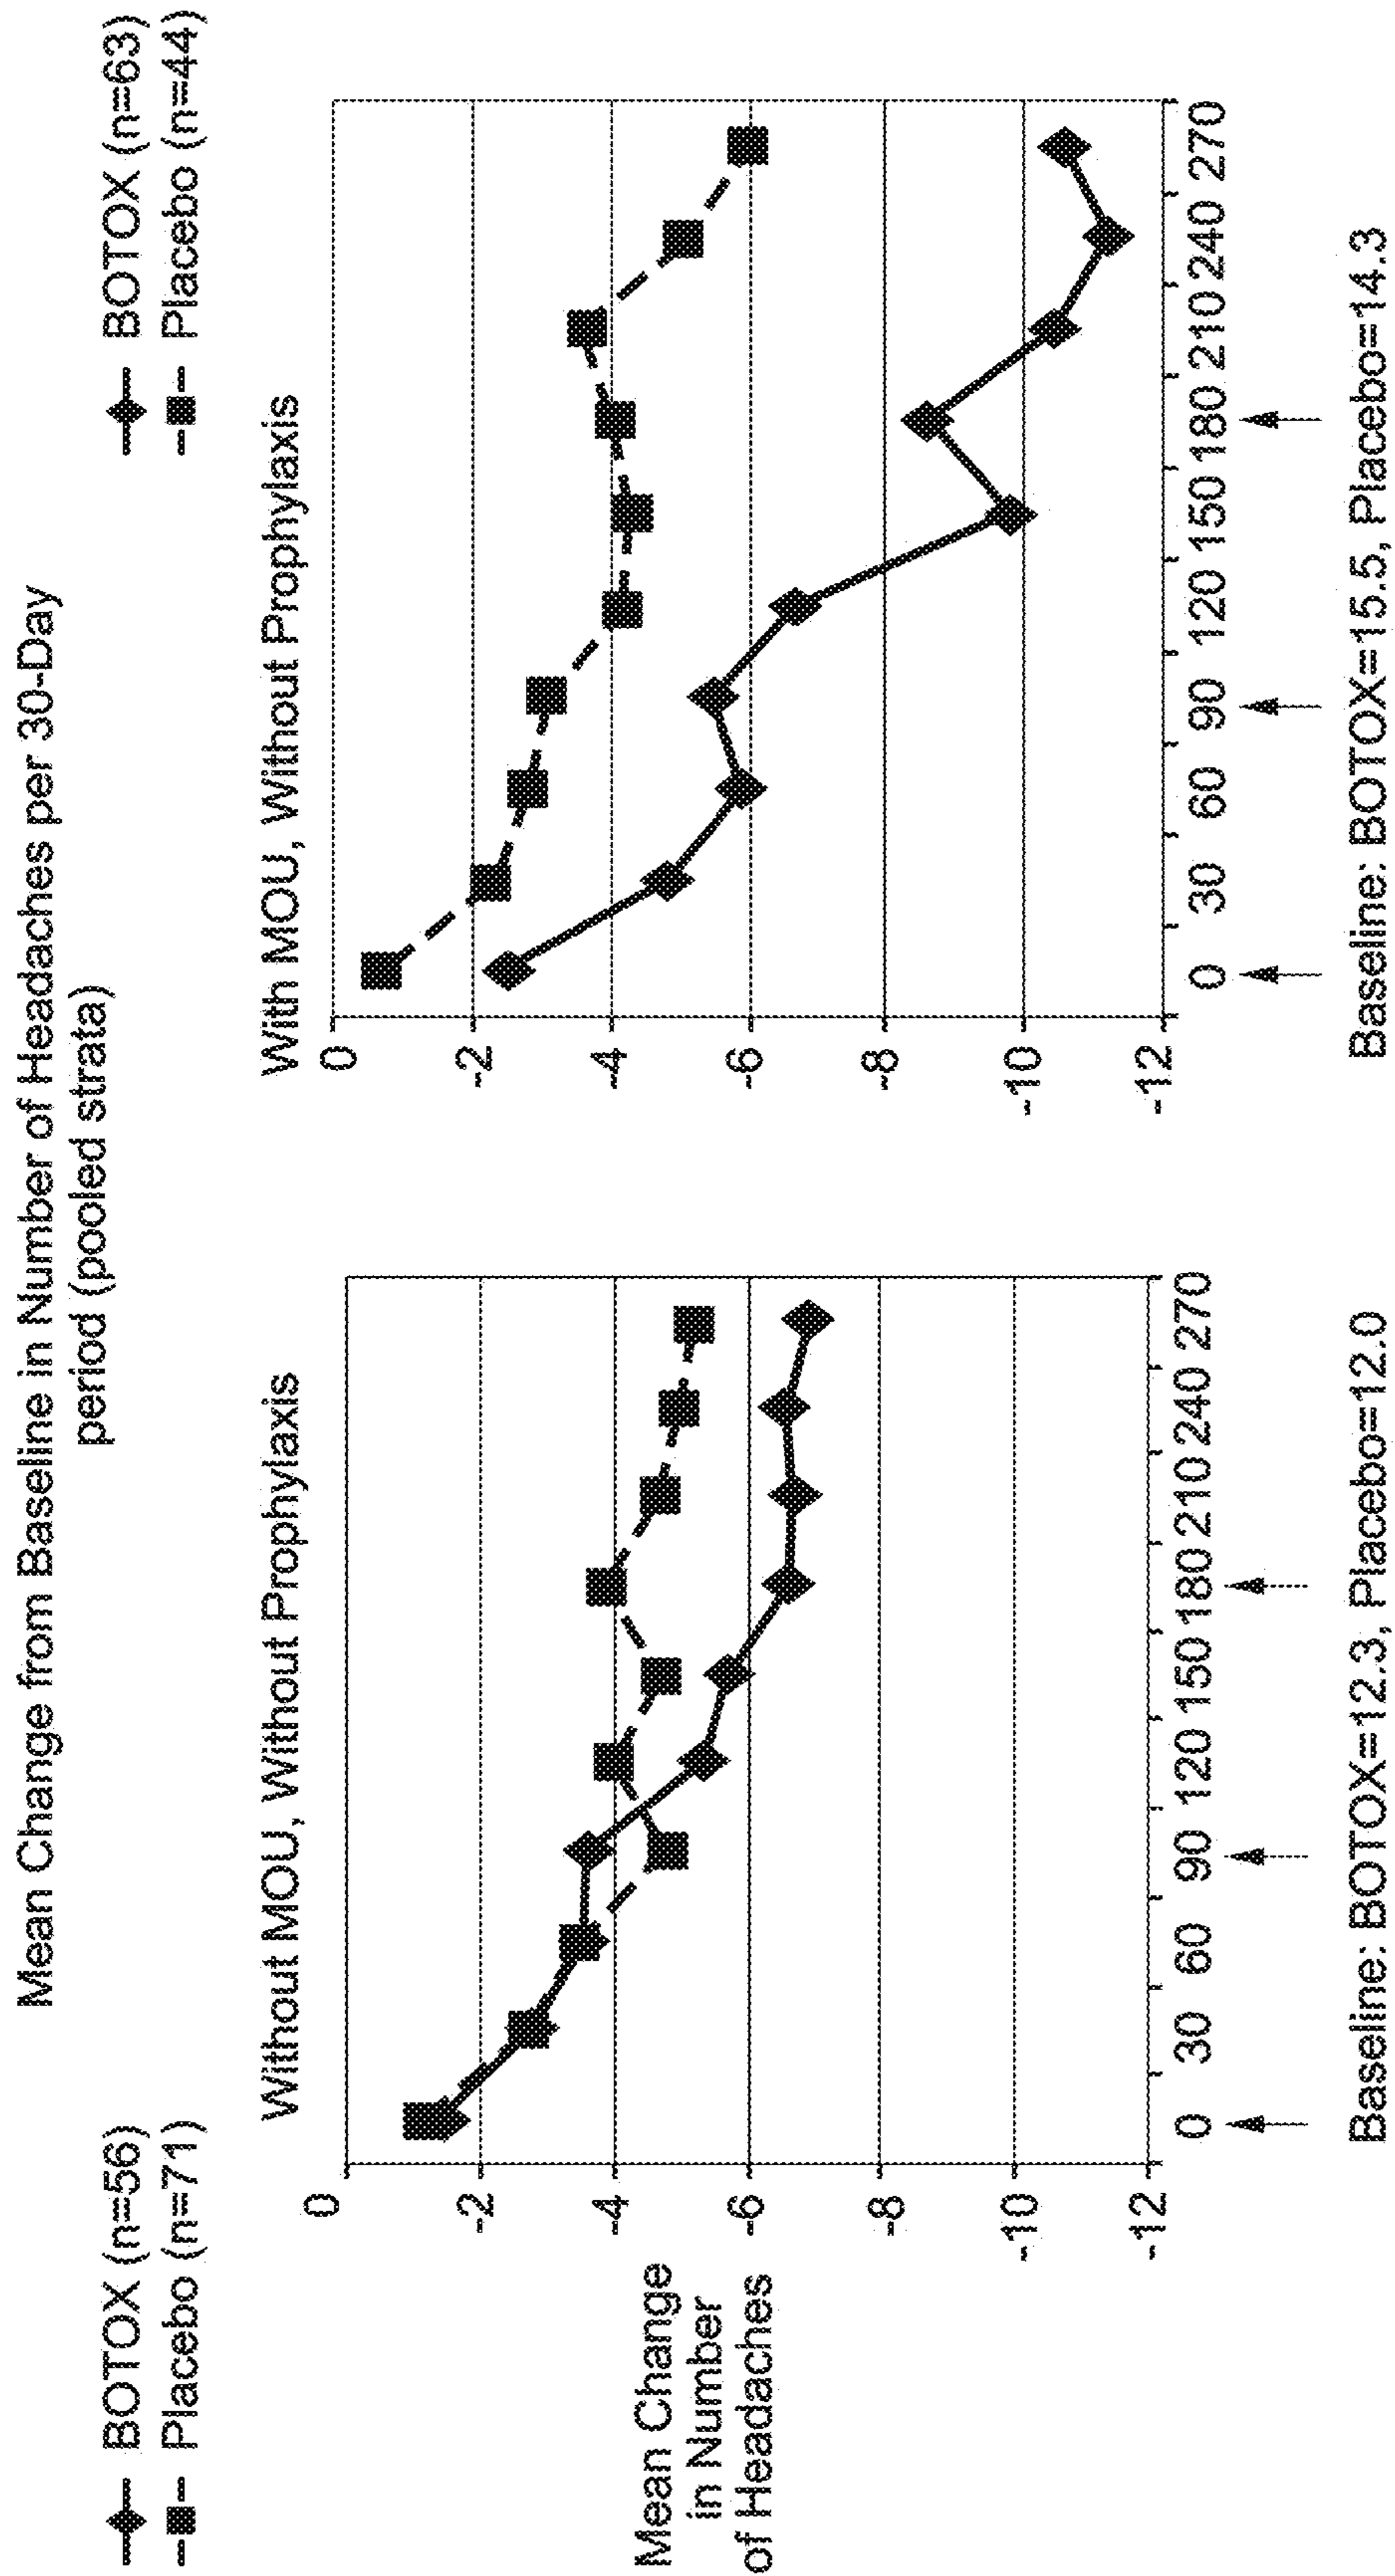 Mean Change from Baseline in Number of Headaches per 30-Day
period (pooled strata)
BOTOX (n=56)
Placebo (n=71)
BOTOX (n=63)
Placebo (n=44)
Without MOU, Without Prophylaxis
Mean Change
in Number
of Headaches
0
-2
-4
-6
-8
-10
-12
0 30 60 90 120 150 180 210 240 270
Baseline: BOTOX=12.3, Placebo=12.0
With MOU, Without Prophylaxis
0
-2
-4
-6
-8
-10
-12
0 30 60 90 120 150 180 210 240 270
Baseline: BOTOX=15.5, Placebo=14.3